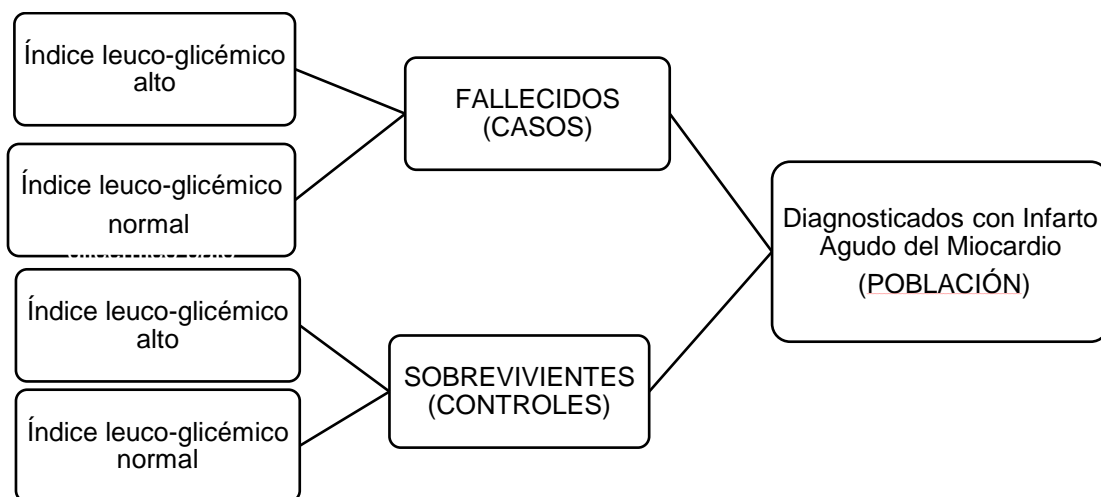 Índice leuco-glicémico
alto
Índice leuco-glicémico
normal
Índice leuco-glicémico
alto
Índice leuco-glicémico
normal
FALLECIDOS
(CASOS)
SOBREVIVIENTES
(CONTROLES)
Diagnosticados con Infarto
Agudo del Miocardio
(POBLACIÓN)